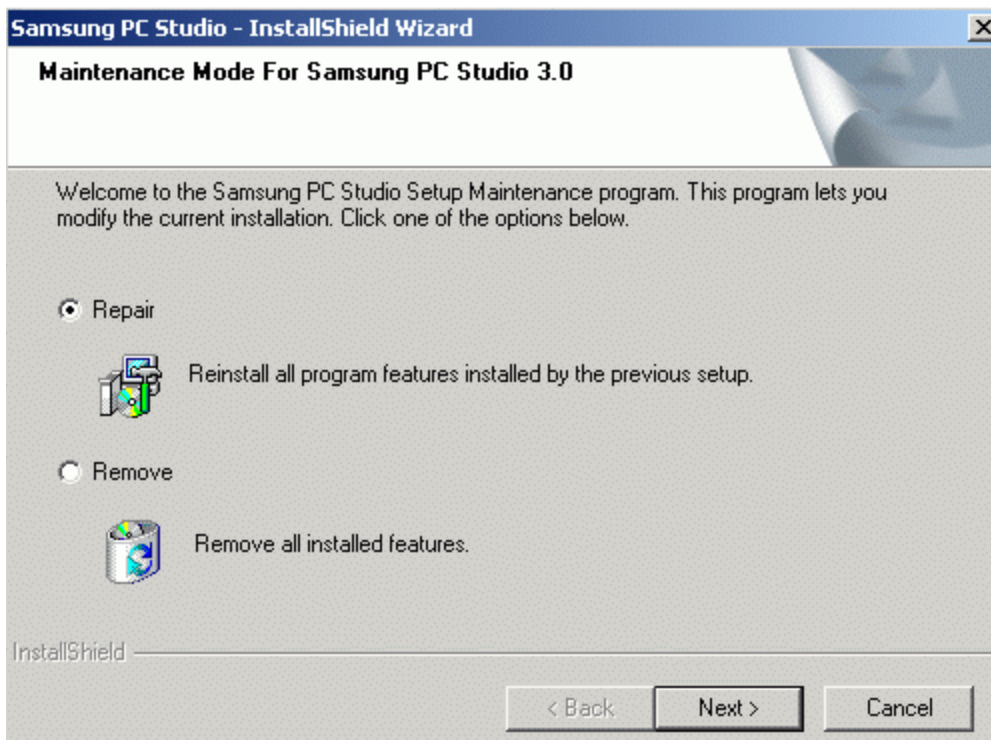 Samsung PC Studio - InstallShield Wizard
Maintenance Mode For Samsung PC Studio 3.0
Welcome to the Samsung PC Studio Setup Maintenance program. This program lets you
modify the current installation. Click one of the options below.
Repair
Reinstall all program features installed by the previous setup.
Remove
Remove all installed features.
InstallShield
< Back
Next >
Cancel